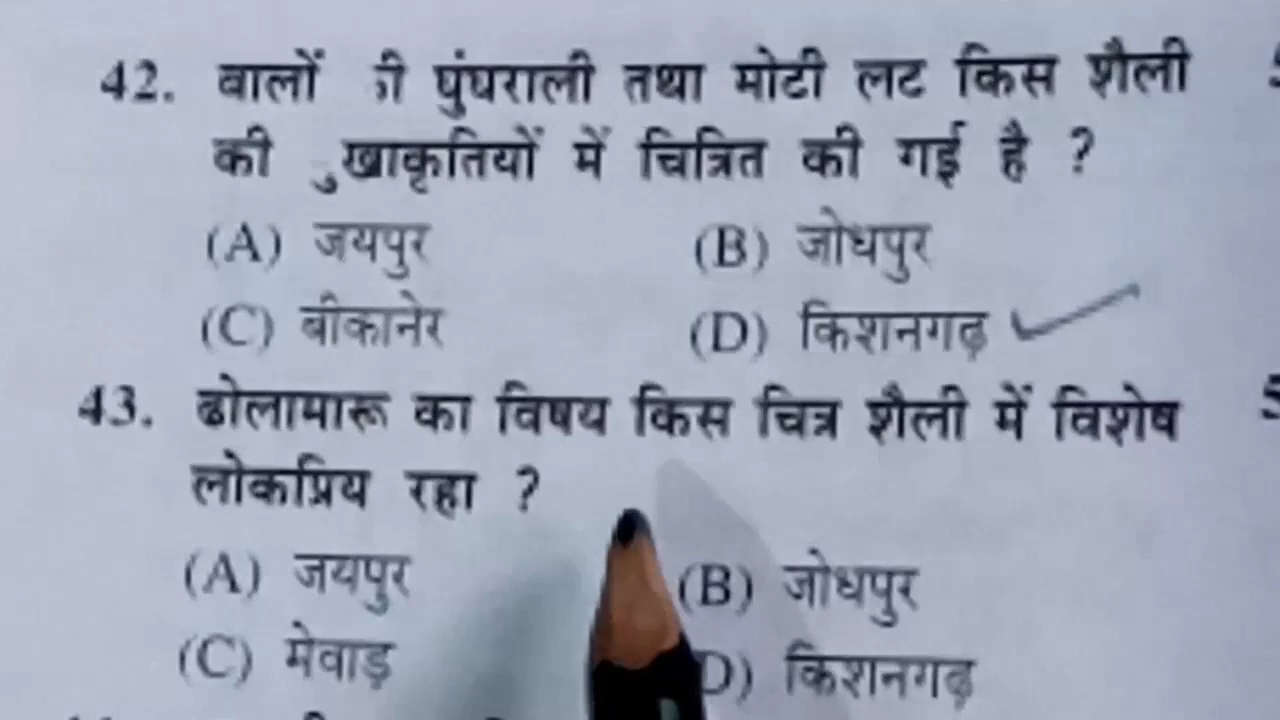 42. वालों की घुंघराली तथा मोटी लट किस शैली
की मुखाकृतियों में चित्रित की गई है ?
(A) जयपुर (B) जोधपुर
(C) बीकानेर (D) किशनगढ़
43. ढोलामारू का विषय किस चित्र शैली में विशेष
लोकप्रिय रहा ?
(A) जयपुर (B) जोधपुर
(C) मेवाड़ D) किशनगढ़